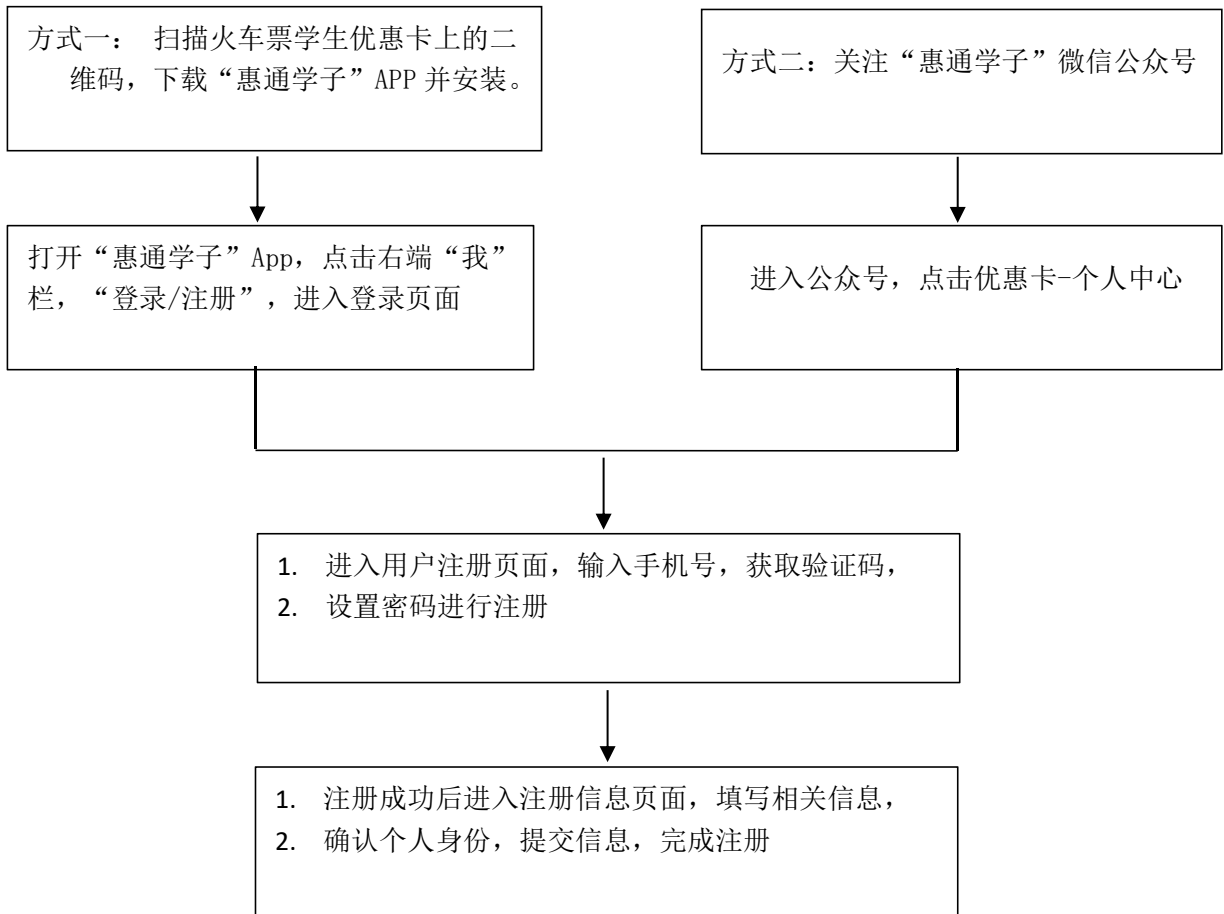 方式一： 扫描火车票学生优惠卡上的二
维码，下载“惠通学子”APP 并安装。
方式二：关注“惠通学子”微信公众号
打开“惠通学子”App，点击右端“我”
栏，“登录/注册”，进入登录页面
进入公众号，点击优惠卡-个人中心
1. 进入用户注册页面，输入手机号，获取验证码，
2. 设置密码进行注册
1. 注册成功后进入注册信息页面，填写相关信息，
2. 确认个人身份，提交信息，完成注册